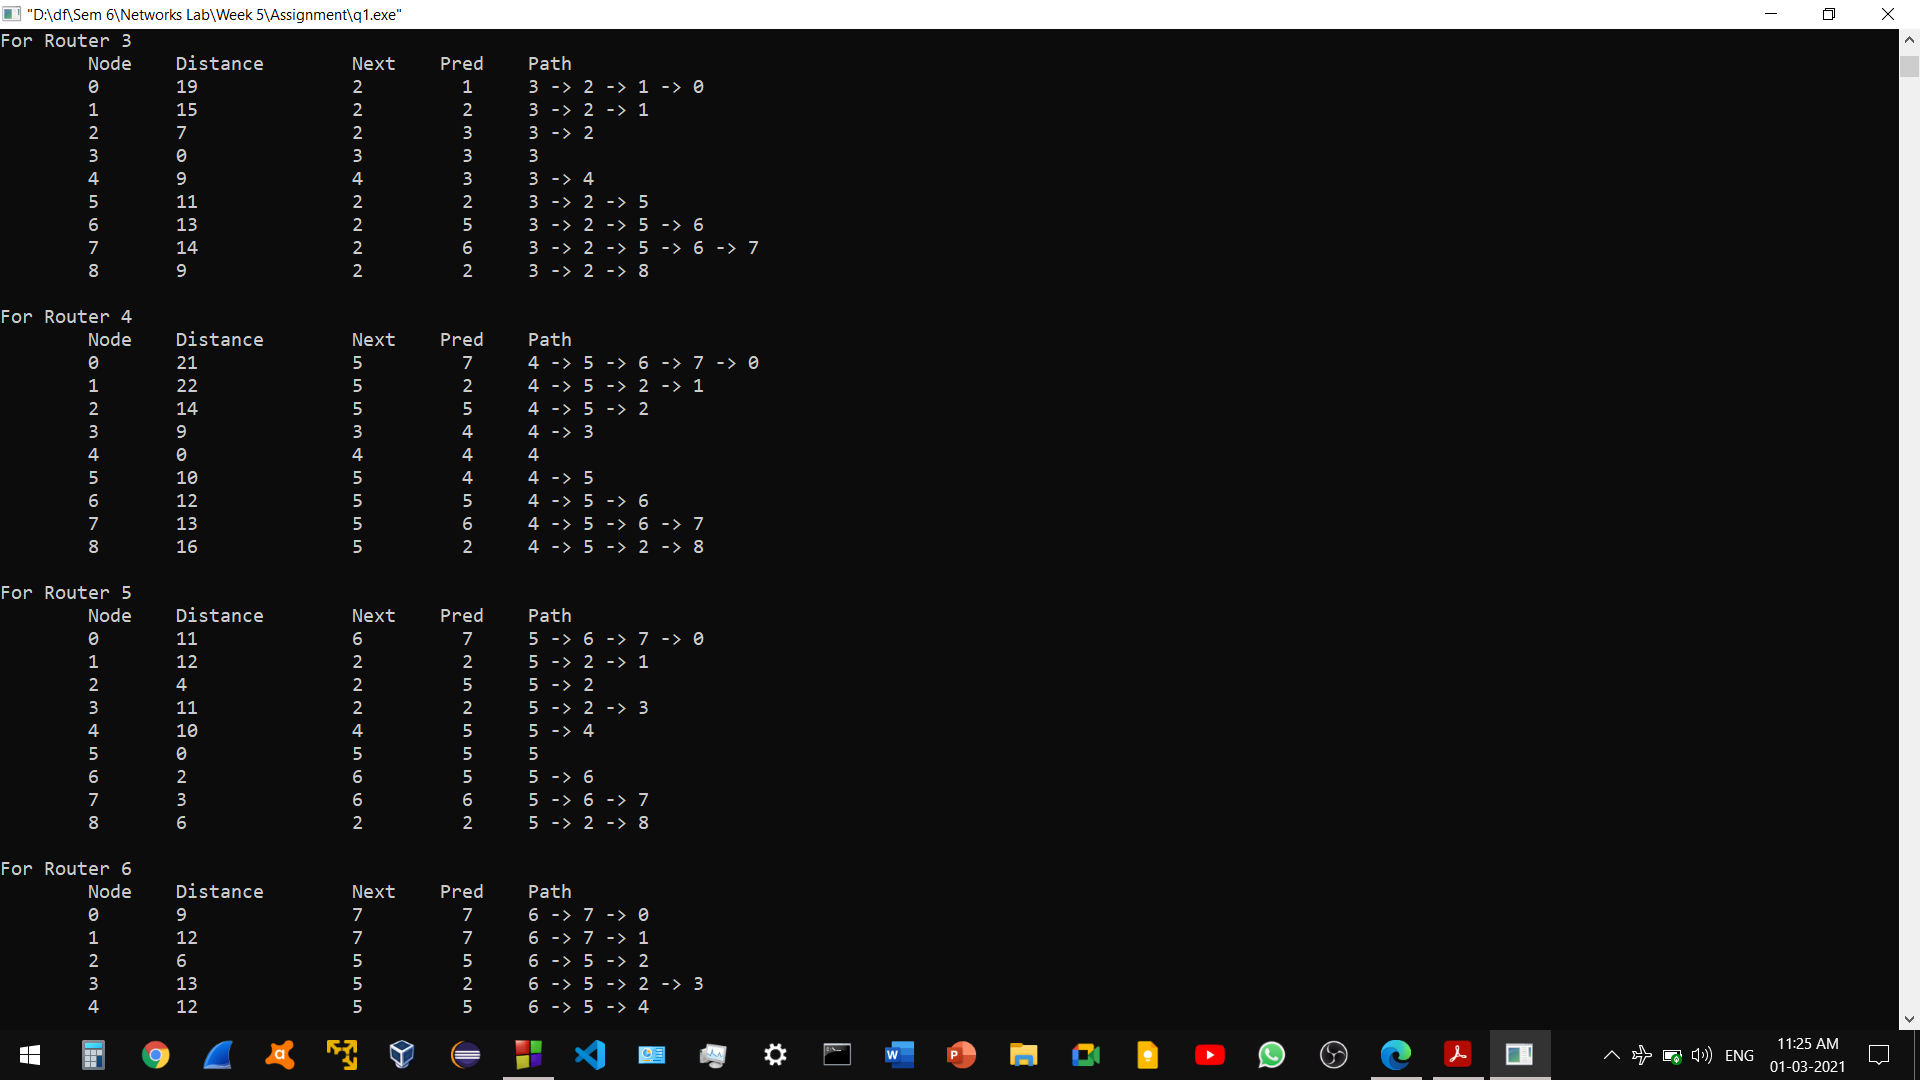 "D:\df\Sem 6\Networks Lab\Week 5\Assignment\q1.exe"
For Router 3
Node Distance Next Pred Path
0 19 2 1 3 -> 2 -> 1 -> 0
1 15 2 2 3 -> 2 -> 1
2 7 2 3 3 -> 2
3 0 3 3 3
4 9 4 3 3 -> 4
5 11 2 2 3 -> 2 -> 5
6 13 2 5 3 -> 2 -> 5 -> 6
7 14 2 6 3 -> 2 -> 5 -> 6 -> 7
8 9 2 2 3 -> 2 -> 8
For Router 4
Node Distance Next Pred Path
0 21 5 7 4 -> 5 -> 6 -> 7 -> 0
1 22 5 2 4 -> 5 -> 2 -> 1
2 14 5 5 4 -> 5 -> 2
3 9 3 4 4 -> 3
4 0 4 4 4
5 10 5 4 4 -> 5
6 12 5 5 4 -> 5 -> 6
7 13 5 6 4 -> 5 -> 6 -> 7
8 16 5 2 4 -> 5 -> 2 -> 8
For Router 5
Node Distance Next Pred Path
0 11 6 7 5 -> 6 -> 7 -> 0
1 12 2 2 5 -> 2 -> 1
2 4 2 5 5 -> 2
3 11 2 2 5 -> 2 -> 3
4 10 4 5 5 -> 4
5 0 5 5 5
6 2 6 5 5 -> 6
7 3 6 6 5 -> 6 -> 7
8 6 2 2 5 -> 2 -> 8
For Router 6
Node Distance Next Pred Path
0 9 7 7 6 -> 7 -> 0
1 12 7 7 6 -> 7 -> 1
2 6 5 5 6 -> 5 -> 2
3 13 5 2 6 -> 5 -> 2 -> 3
4 12 5 5 6 -> 5 -> 4
ENG
11:25 AM
01-03-2021